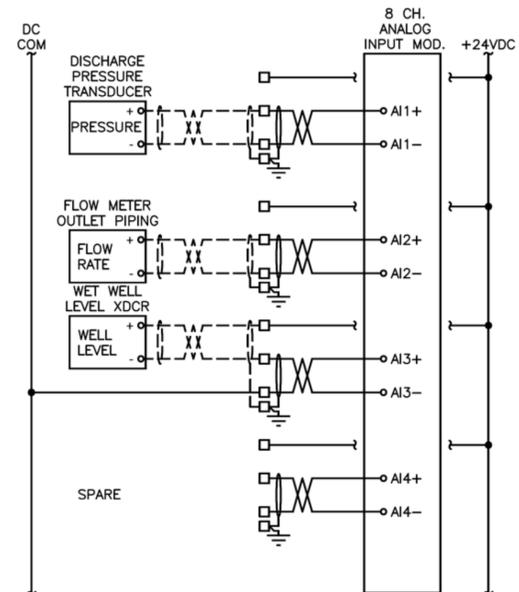 DC
COM
8 CH.
ANALOG
INPUT MOD.
+24VDC
DISCHARGE
PRESSURE
TRANSDUCER
PRESSURE
+
-
AI1+
AI1-
FLOW METER
OUTLET PIPING
FLOW
RATE
+
-
AI2+
AI2-
WET WELL
LEVEL XDCR
WELL
LEVEL
+
-
AI3+
AI3-
SPARE
AI4+
AI4-